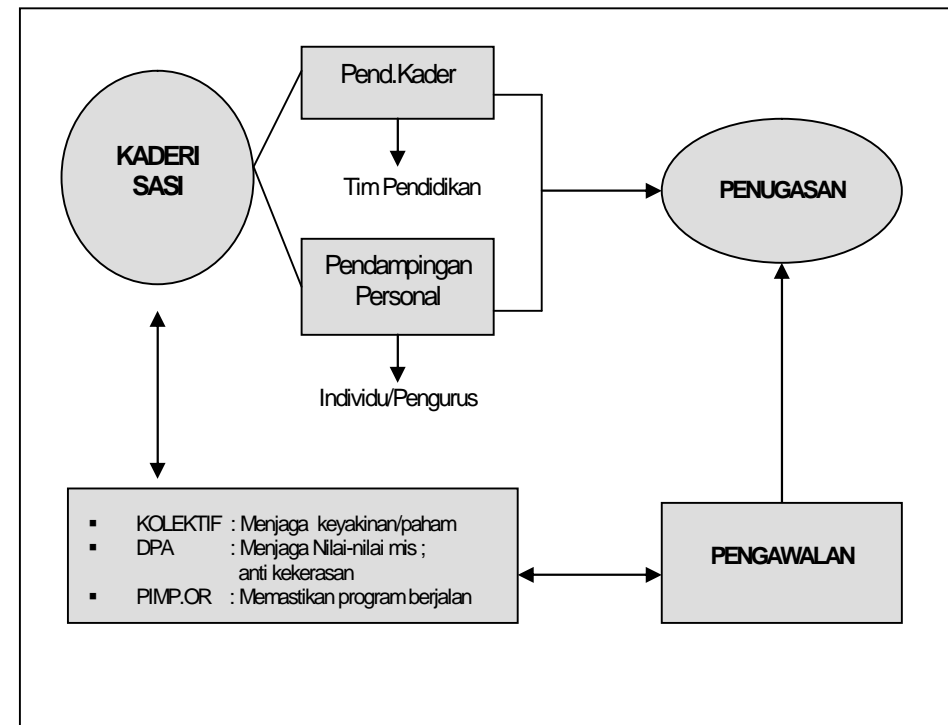 Pend.Kader
KADERI
SASI
Tim Pendidikan
PENUGASAN
Pendampingan
Personal
Individu/Pengurus
▪ KOLEKTIF : Menjaga keyakinan/paham
▪ DPA : Menjaga Nilai-nilai mis ;
anti kekerasan
▪ PIMP.OR : Memastikan program berjalan
PENGAWALAN